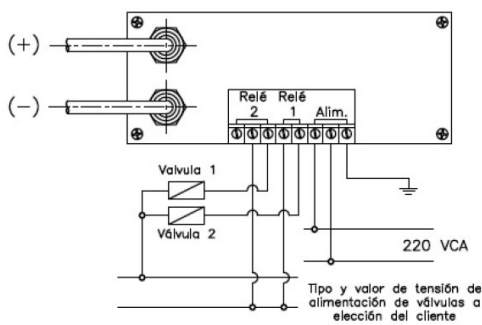 (+)
(-)
Relé Relé
2 1 Alim.
Valvula 1
Válvula 2
220 VCA
Tipo y valor de tensión de
alimentación de válvulas a
elección del cliente